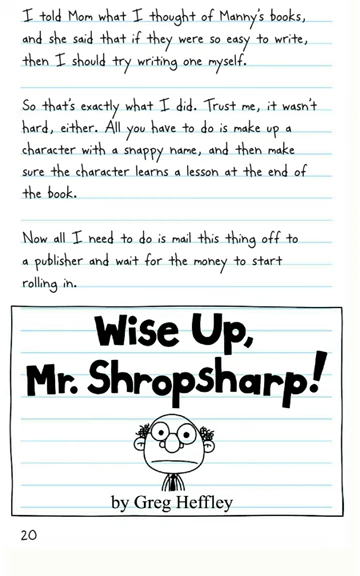 I told Mom what I thought of Manny's books,
and she said that if they were so easy to write,
then I should try writing one myself.
So that's exactly what I did. Trust me, it wasn't
hard, either. All you have to do is make up a
character with a snappy name, and then make
sure the character learns a lesson at the end of
the book.
Now all I need to do is mail this thing off to
a publisher and wait for the money to start
rolling in.
Wise Up,
Mr. Shropsharp!
by Greg Heffley
20